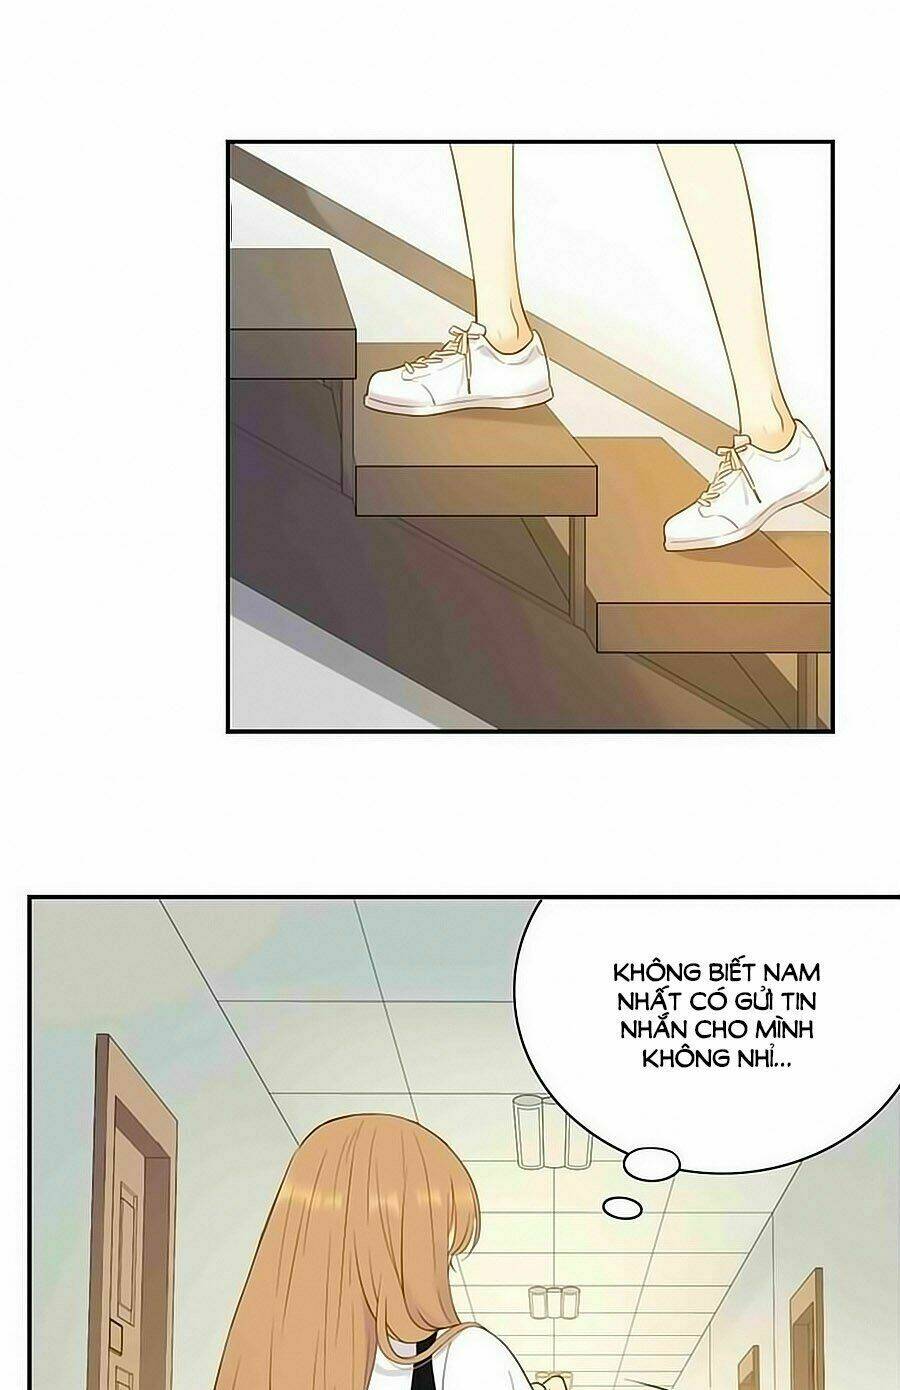 KHÔNG BIẾT NAM
NHẤT CÓ GỬI TIN
NHẮN CHO MÌNH
KHÔNG NHỈ...